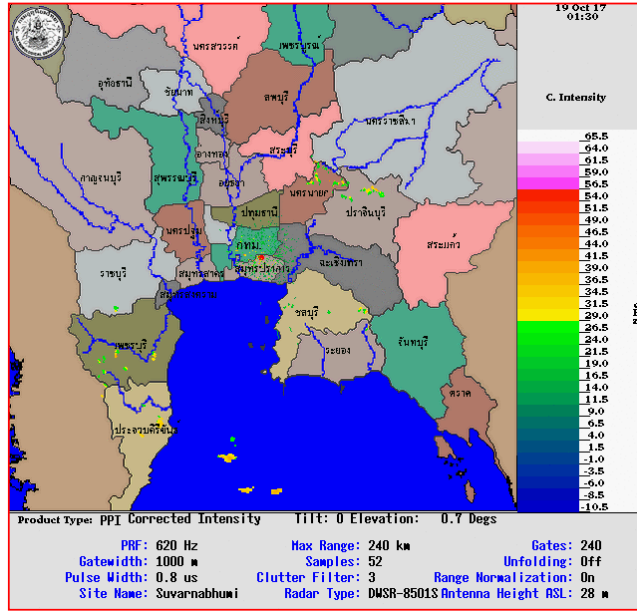 19 Oct 17
01:30
C. Intensity
65.5
64.0
61.5
59.0
56.5
54.0
51.5
49.0
46.5
44.0
41.5
39.0
36.5
34.0
31.5
29.0
26.5
24.0
21.5
19.0
16.5
14.0
11.5
9.0
6.5
4.0
1.5
-1.0
-3.5
-6.0
-8.5
-10.5
นครสวรรค์
เพชรบูรณ์
อุทัยธานี
ชัยนาท
ลพบุรี
สิงห์บุรี
นครราชสีมา
สระบุรี
อ่างทอง
กาญจนบุรี
สุพรรณบุรี
อยุธยา
นครนายก
ปราจีนบุรี
ปทุมธานี
นครปฐม
กทม.
สระแก้ว
ฉะเชิงเทรา
สมุทรปราการ
ราชบุรี
สมุทรสาคร
สมุทรสงคราม
ชลบุรี
เพชรบุรี
ระยอง
จันทบุรี
ตราด
ประจวบคีรีขันธ์
Product Type: PPI Corrected Intensity Tilt: 0 Elevation: 0.7 Degs
PRF: 620 Hz Max Range: 240 km Gates: 240
Gatewidth: 1000 m Samples: 52 Unfolding: Off
Pulse Width: 0.8 us Clutter Filter: 3 Range Normalization: On
Site Name: Suvarnabhumi Radar Type: DWSR-8501S Antenna Height ASL: 28 m